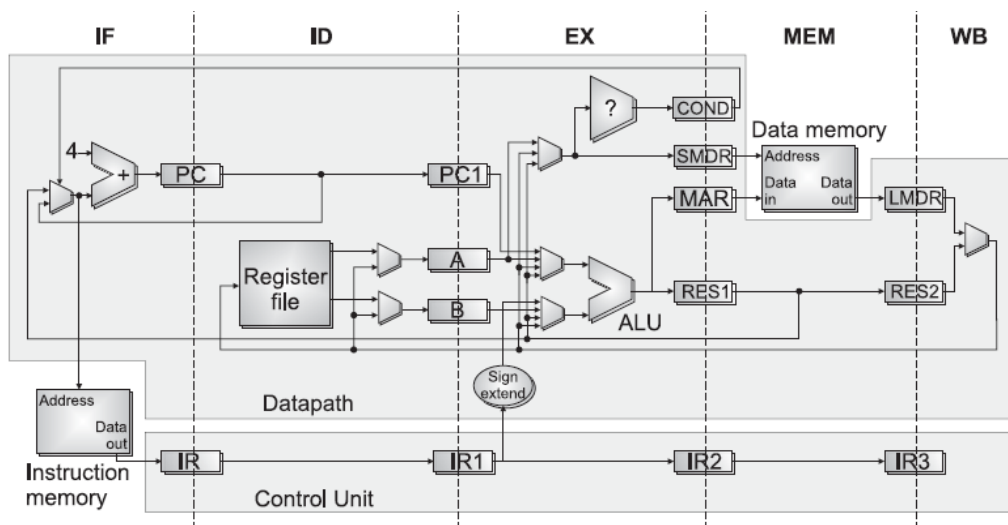 IF ID EX MEM WB
?
COND
Data memory
4
+
PC
PC1
SMDR
Address
MAR
Data
in
Data
out
LMDR
Register
file
A
B
ALU
RES1
RES2
Sign
extend
Address
Data
out
Datapath
Instruction
memory
IR
IR1
IR2
IR3
Control Unit